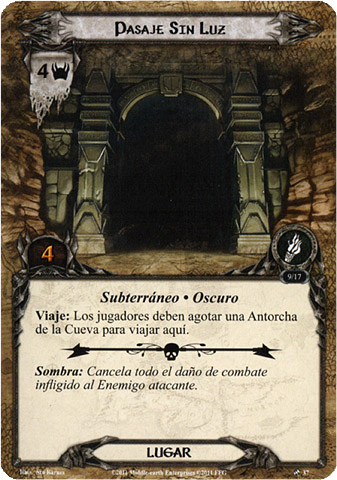 Pasaje Sin Luz
4
4
9/17
Subterráneo • Oscuro
Viaje: Los jugadores deben agotar una Antorcha
de la Cueva para viajar aquí.
Sombra: Cancela todo el daño de combate
infligido al Enemigo atacante.
LUGAR
©2011 Middle-earth Enterprises ©2011 FFG
37